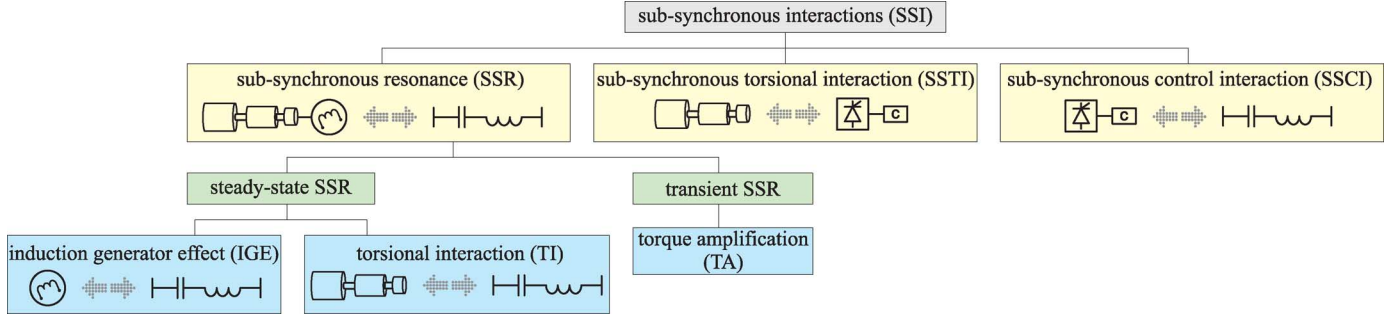 sub-synchronous interactions (SSI)
sub-synchronous resonance (SSR)
sub-synchronous torsional interaction (SSTI)
C
sub-synchronous control interaction (SSCI)
C
steady-state SSR
transient SSR
induction generator effect (IGE)
torsional interaction (TI)
torque amplification
(TA)